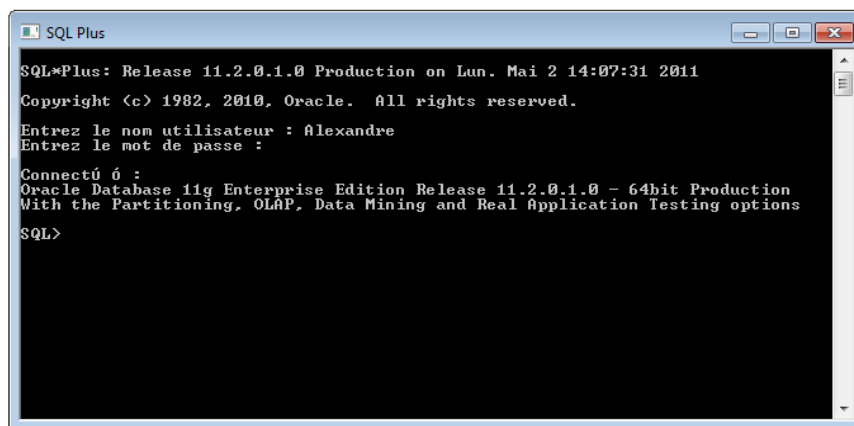 SQL Plus
SQL*Plus: Release 11.2.0.1.0 Production on Lun. Mai 2 14:07:31 2011
Copyright (c) 1982, 2010, Oracle.  All rights reserved.
Entrez le nom utilisateur : Alexandre
Entrez le mot de passe :
Connectú ó :
Oracle Database 11g Enterprise Edition Release 11.2.0.1.0 - 64bit Production
With the Partitioning, OLAP, Data Mining and Real Application Testing options
SQL>